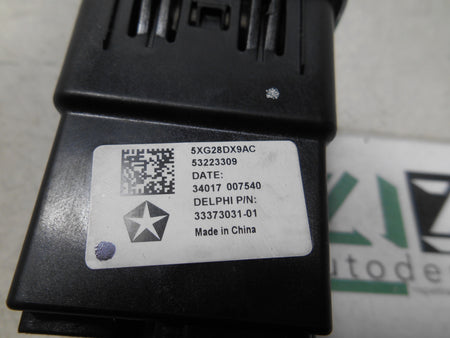 5XG28DX9AC
53223309
DATE:
34017 007540
DELPHI P/N:
33373031-01
Made in China